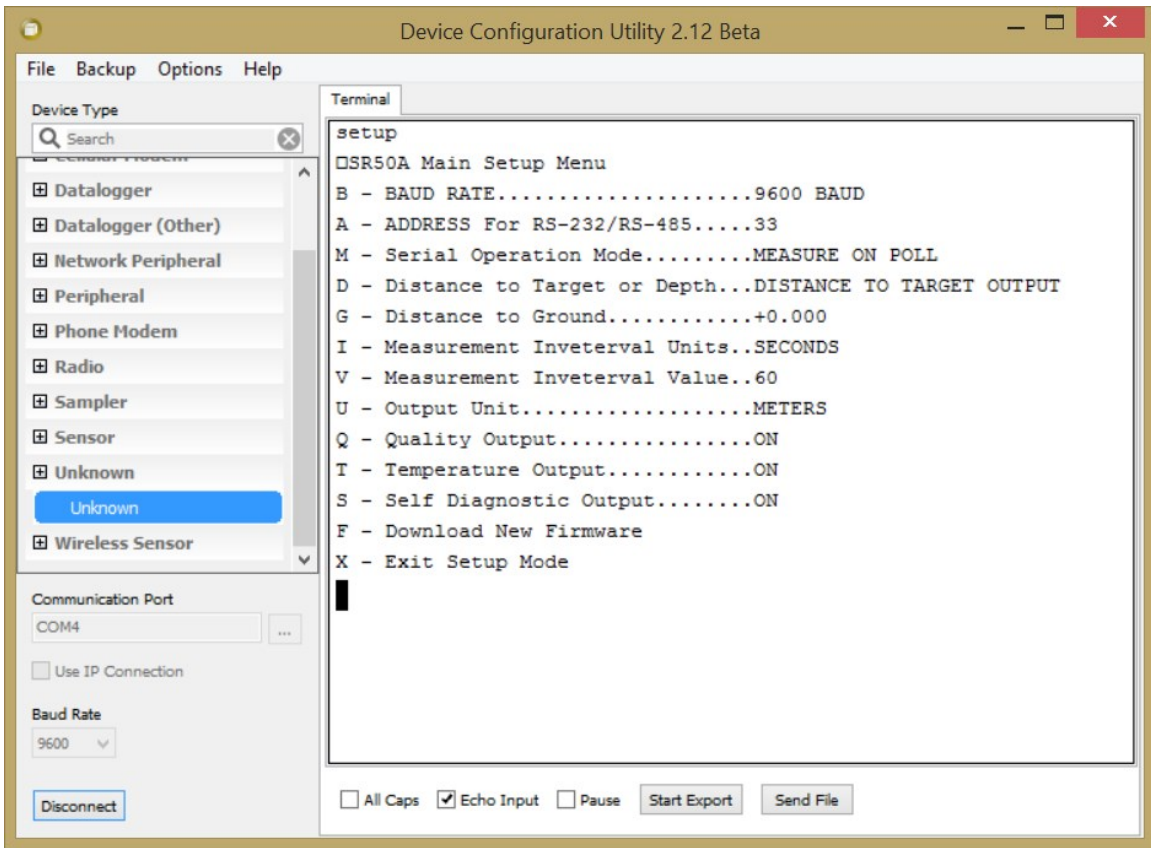 Device Configuration Utility 2.12 Beta
File Backup Options Help
Device Type
Search
Cellular Modem
Datalogger
Datalogger (Other)
Network Peripheral
Peripheral
Phone Modem
Radio
Sampler
Sensor
Unknown
Unknown
Wireless Sensor
Communication Port
COM4
...
Use IP Connection
Baud Rate
9600
Disconnect
Terminal
setup
□SR50A Main Setup Menu
B - BAUD RATE.....................9600 BAUD
A - ADDRESS For RS-232/RS-485.....33
M - Serial Operation Mode.........MEASURE ON POLL
D - Distance to Target or Depth...DISTANCE TO TARGET OUTPUT
G - Distance to Ground............+0.000
I - Measurement Inveterval Units..SECONDS
V - Measurement Inveterval Value..60
U - Output Unit...................METERS
Q - Quality Output................ON
T - Temperature Output............ON
S - Self Diagnostic Output........ON
F - Download New Firmware
X - Exit Setup Mode
All Caps Echo Input Pause Start Export Send File